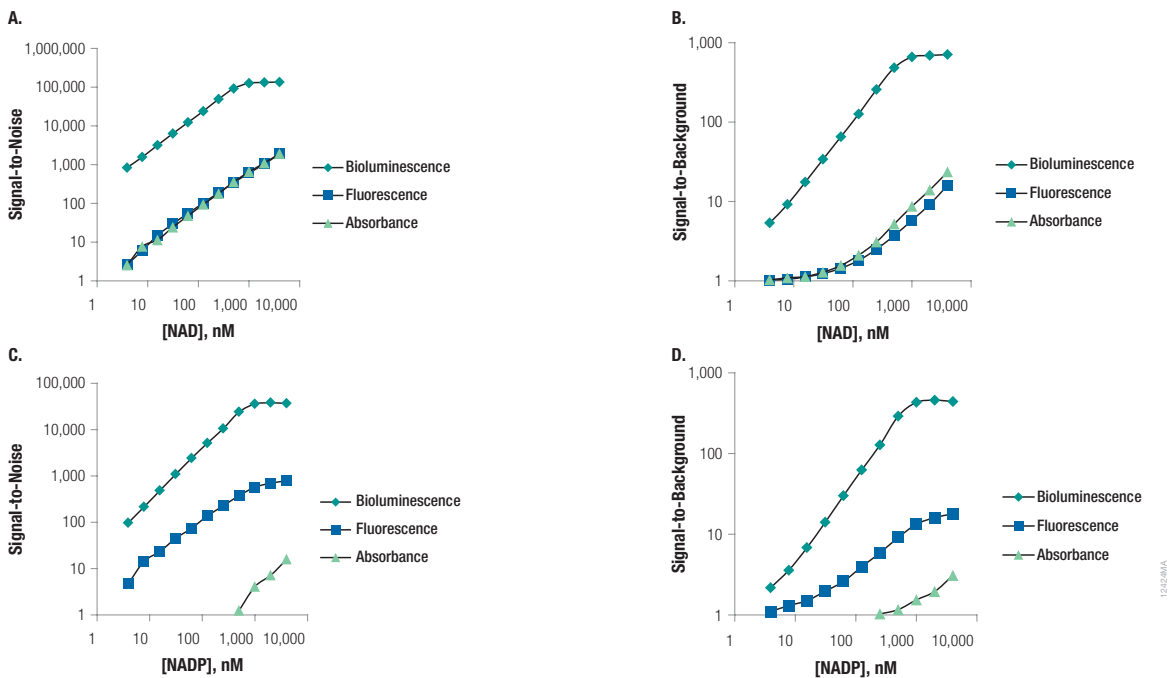 A.
1,000,000
100,000
10,000
1,000
100
10
1
Signal-to-Noise
1 10 100 1,000 10,000
[NAD], nM
Bioluminescence
Fluorescence
Absorbance
B.
1,000
100
10
1
Signal-to-Background
1 10 100 1,000 10,000
[NAD], nM
Bioluminescence
Fluorescence
Absorbance
C.
100,000
10,000
1,000
100
10
1
Signal-to-Noise
1 10 100 1,000 10,000
[NADP], nM
Bioluminescence
Fluorescence
Absorbance
D.
1,000
100
10
1
Signal-to-Background
1 10 100 1,000 10,000
[NADP], nM
Bioluminescence
Fluorescence
Absorbance
12424MA